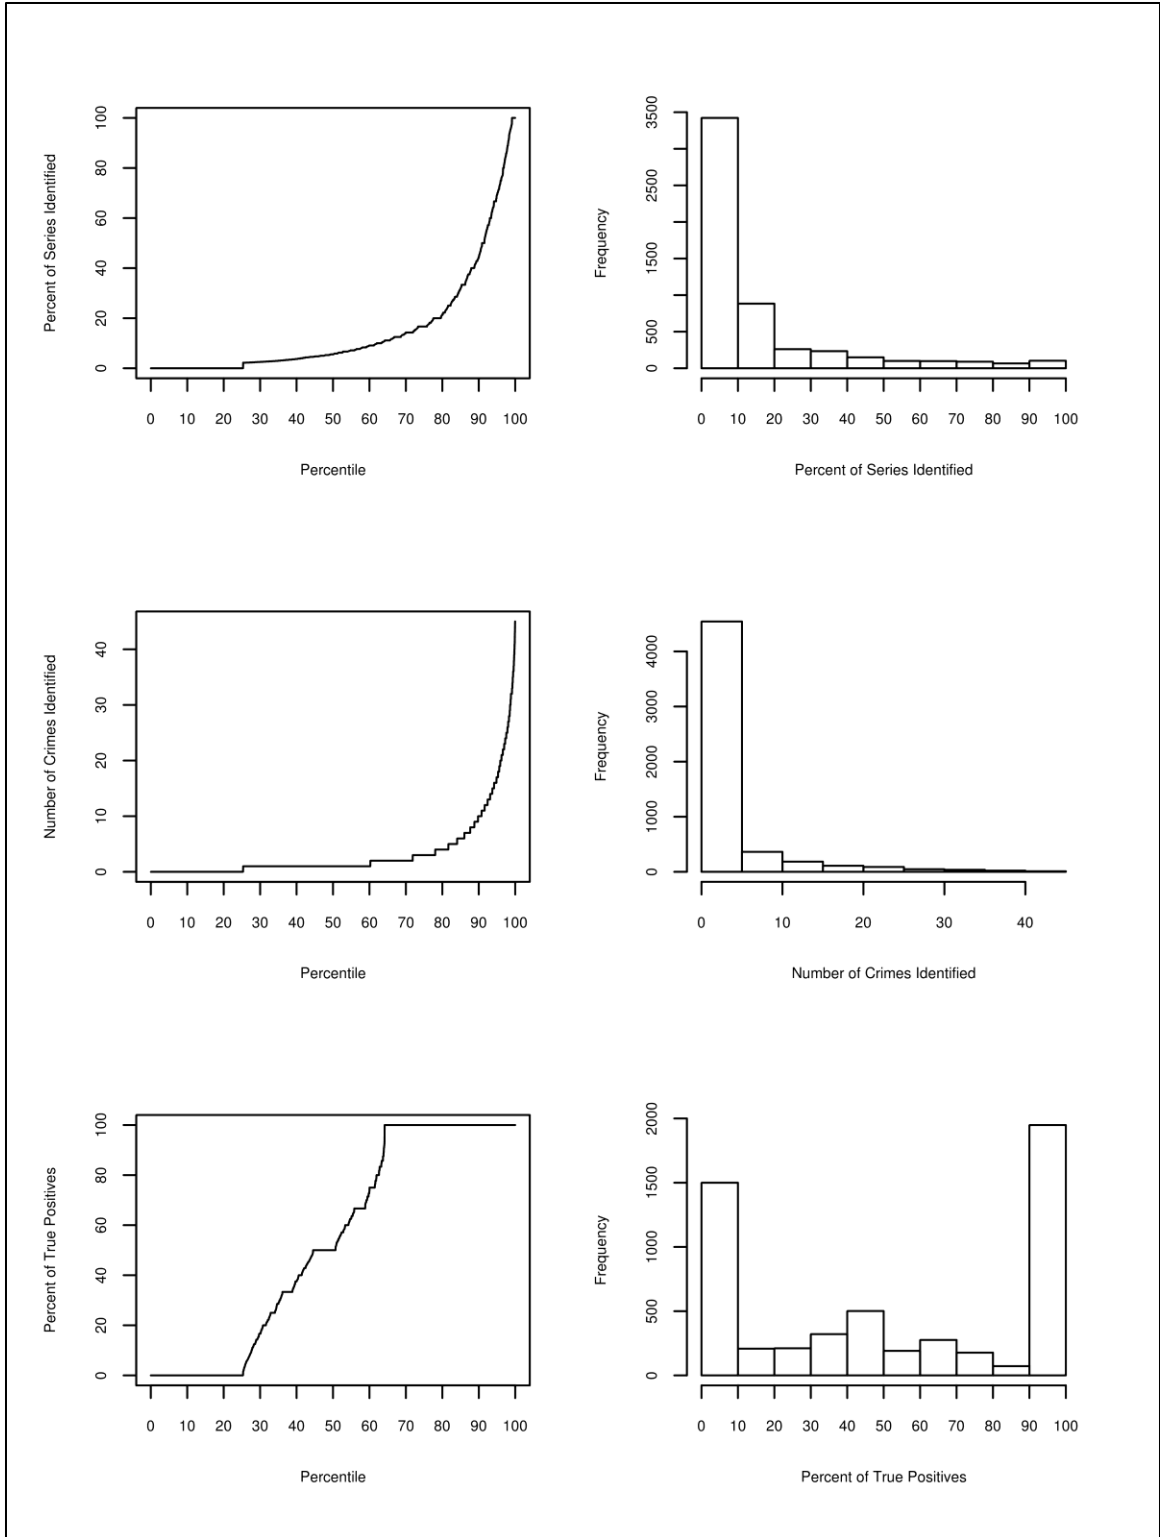 Percent of Series Identified
100
80
60
40
20
0
0 10 20 30 40 50 60 70 80 90 100
Percentile
Frequency
3500
2500
1500
500
0
0 10 20 30 40 50 60 70 80 90 100
Percent of Series Identified
Number of Crimes Identified
40
30
20
10
0
0 10 20 30 40 50 60 70 80 90 100
Percentile
Frequency
4000
3000
2000
1000
0
0 10 20 30 40
Number of Crimes Identified
Percent of True Positives
100
80
60
40
20
0
0 10 20 30 40 50 60 70 80 90 100
Percentile
Frequency
2000
1500
1000
500
0
0 10 20 30 40 50 60 70 80 90 100
Percent of True Positives